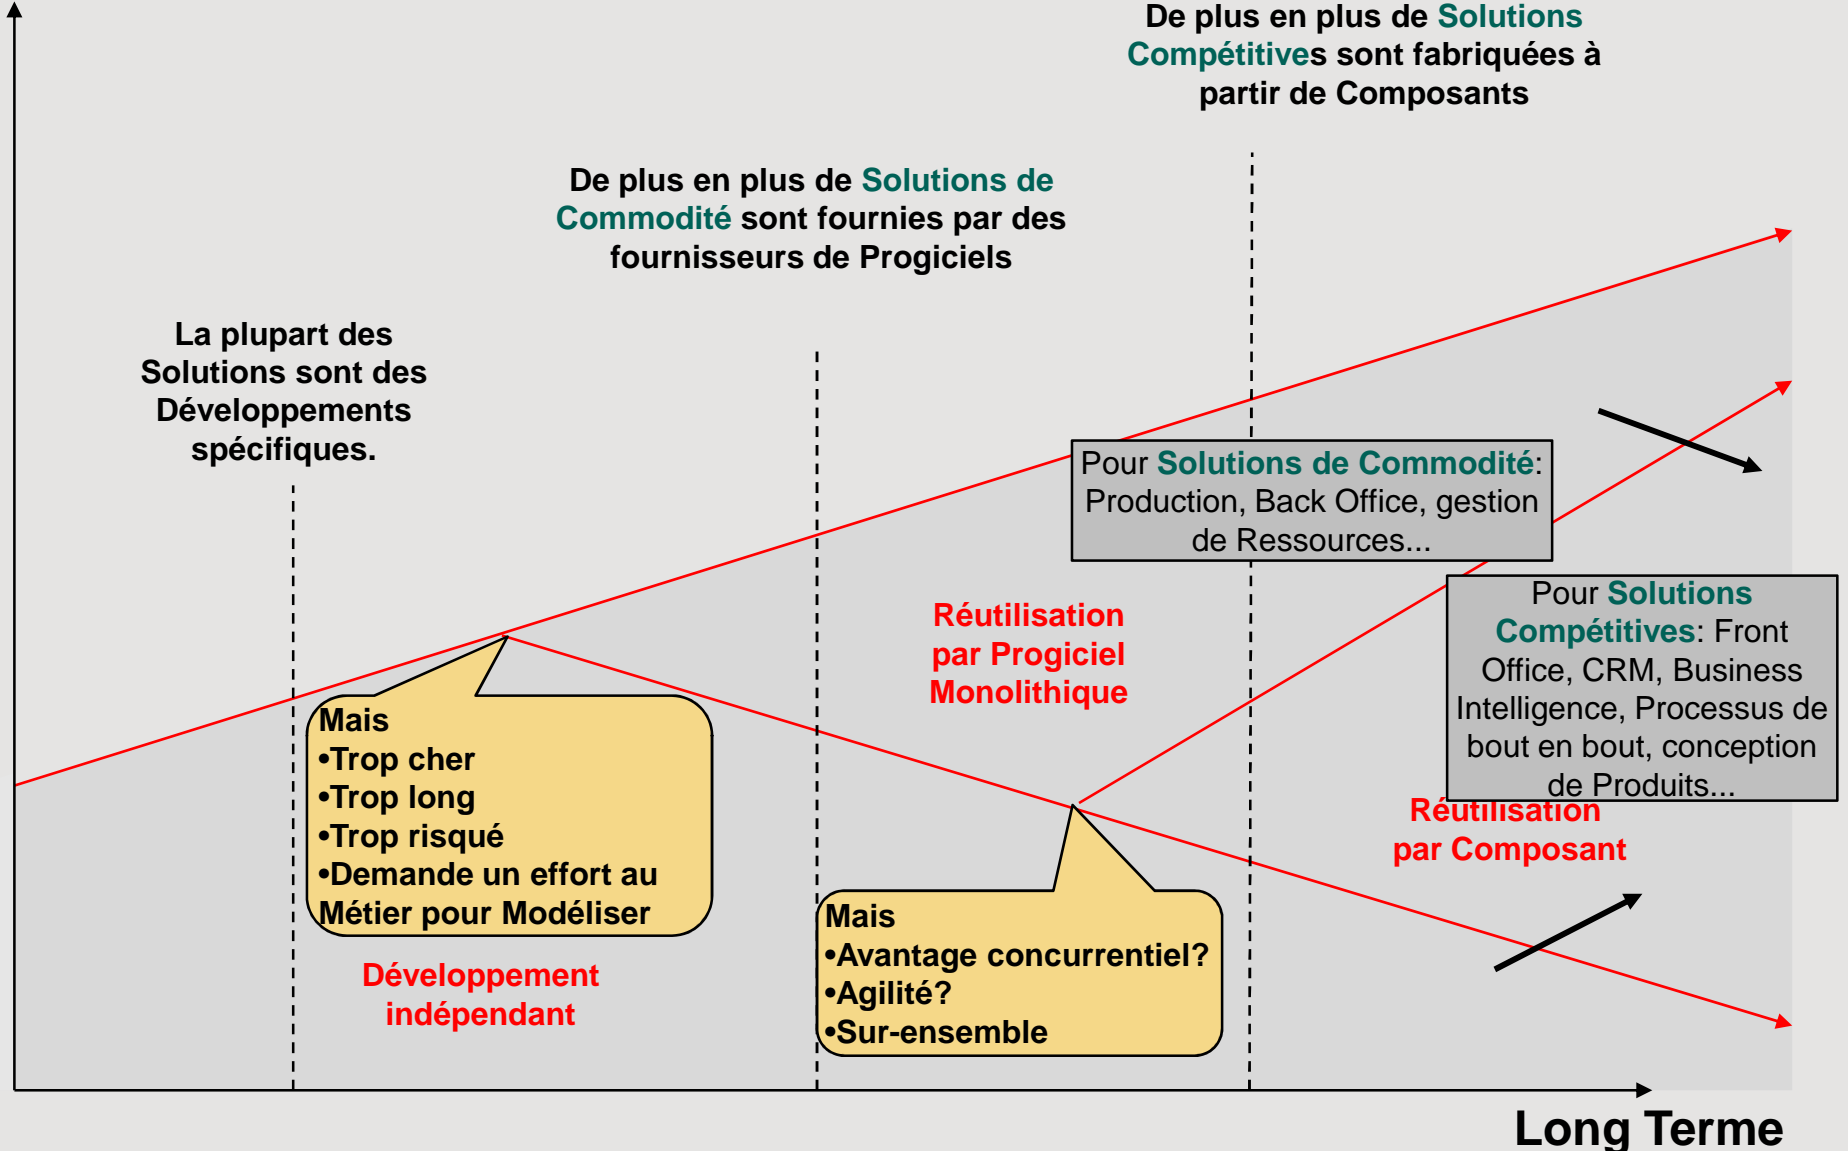 De plus en plus de Solutions
Compétitives sont fabriquées à
partir de Composants
De plus en plus de Solutions de
Commodité sont fournies par des
fournisseurs de Progiciels
La plupart des
Solutions sont des
Développements
spécifiques.
Pour Solutions de Commodité:
Production, Back Office, gestion
de Ressources...
Réutilisation
par Progiciel
Monolithique
Pour Solutions
Compétitives: Front
Office, CRM, Business
Intelligence, Processus de
bout en bout, conception
de Produits...
Réutilisation
par Composant
Mais
•Trop cher
•Trop long
•Trop risqué
•Demande un effort au
Métier pour Modéliser
Mais
•Avantage concurrentiel?
•Agilité?
•Sur-ensemble
Développement
indépendant
Long Terme